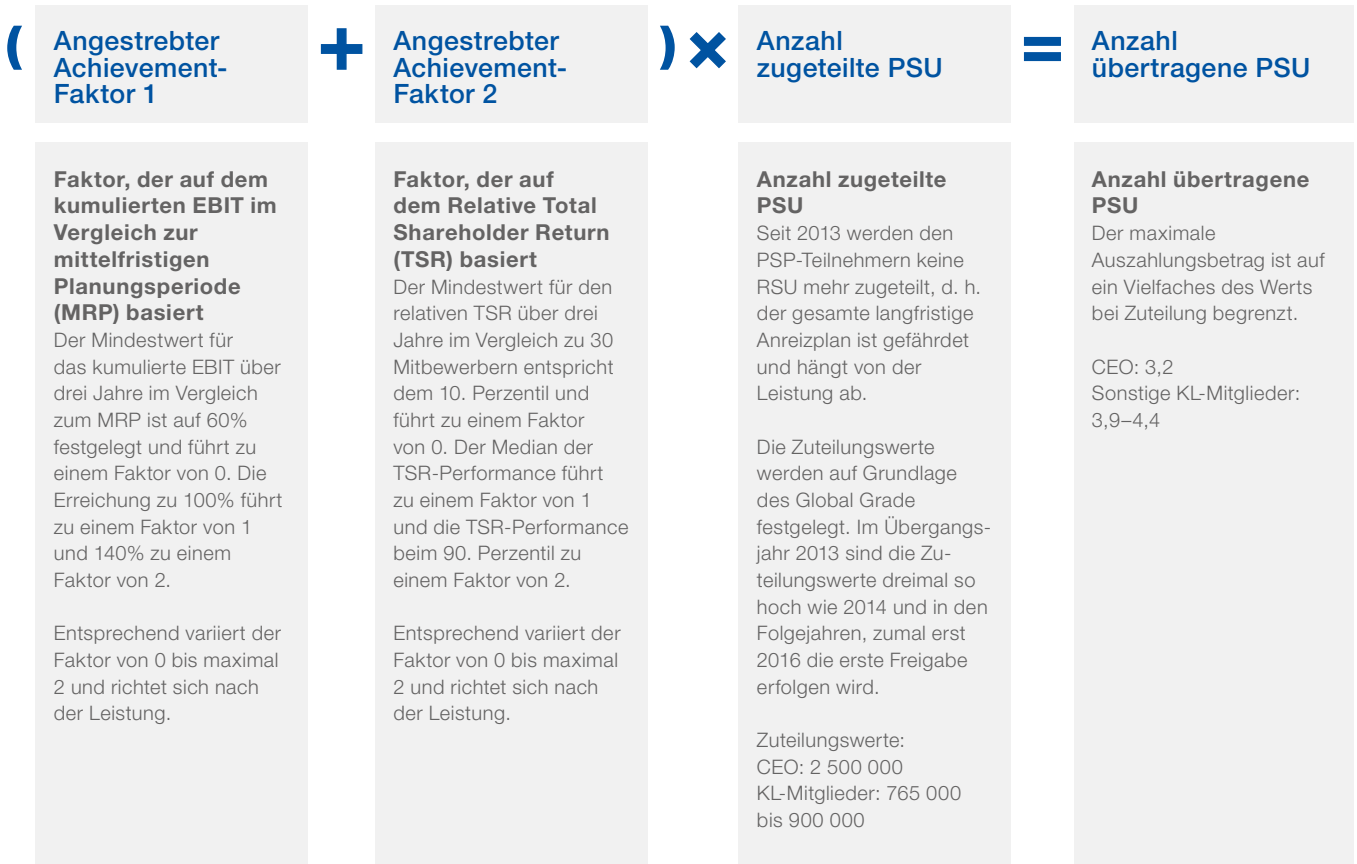 (
Angestrebter
Achievement-
Faktor 1
+
Angestrebter
Achievement-
Faktor 2
)
×
Anzahl
zugeteilte PSU
=
Anzahl
übertragene PSU
Faktor, der auf dem
kumulierten EBIT im
Vergleich zur
mittelfristigen
Planungsperiode
(MRP) basiert
Der Mindestwert für
das kumulierte EBIT über
drei Jahre im Vergleich
zum MRP ist auf 60%
festgelegt und führt zu
einem Faktor von 0. Die
Erreichung zu 100% führt
zu einem Faktor von 1
und 140% zu einem
Faktor von 2.
Entsprechend variiert der
Faktor von 0 bis maximal
2 und richtet sich nach
der Leistung.
Faktor, der auf
dem Relative Total
Shareholder Return
(TSR) basiert
Der Mindestwert für den
relativen TSR über drei
Jahre im Vergleich zu 30
Mitbewerbern entspricht
dem 10. Perzentil und
führt zu einem Faktor
von 0. Der Median der
TSR-Performance führt
zu einem Faktor von 1
und die TSR-Performance
beim 90. Perzentil zu
einem Faktor von 2.
Entsprechend variiert der
Faktor von 0 bis maximal
2 und richtet sich nach
der Leistung.
Anzahl zugeteilte
PSU
Seit 2013 werden den
PSP-Teilnehmern keine
RSU mehr zugeteilt, d. h.
der gesamte langfristige
Anreizplan ist gefährdet
und hängt von der
Leistung ab.
Die Zuteilungswerte
werden auf Grundlage
des Global Grade
festgelegt. Im Übergangs-
jahr 2013 sind die Zu-
teilungswerte dreimal so
hoch wie 2014 und in den
Folgejahren, zumal erst
2016 die erste Freigabe
erfolgen wird.
Zuteilungswerte:
CEO: 2 500 000
KL-Mitglieder: 765 000
bis 900 000
Anzahl übertragene
PSU
Der maximale
Auszahlungsbetrag ist auf
ein Vielfaches des Werts
bei Zuteilung begrenzt.
CEO: 3,2
Sonstige KL-Mitglieder:
3,9–4,4